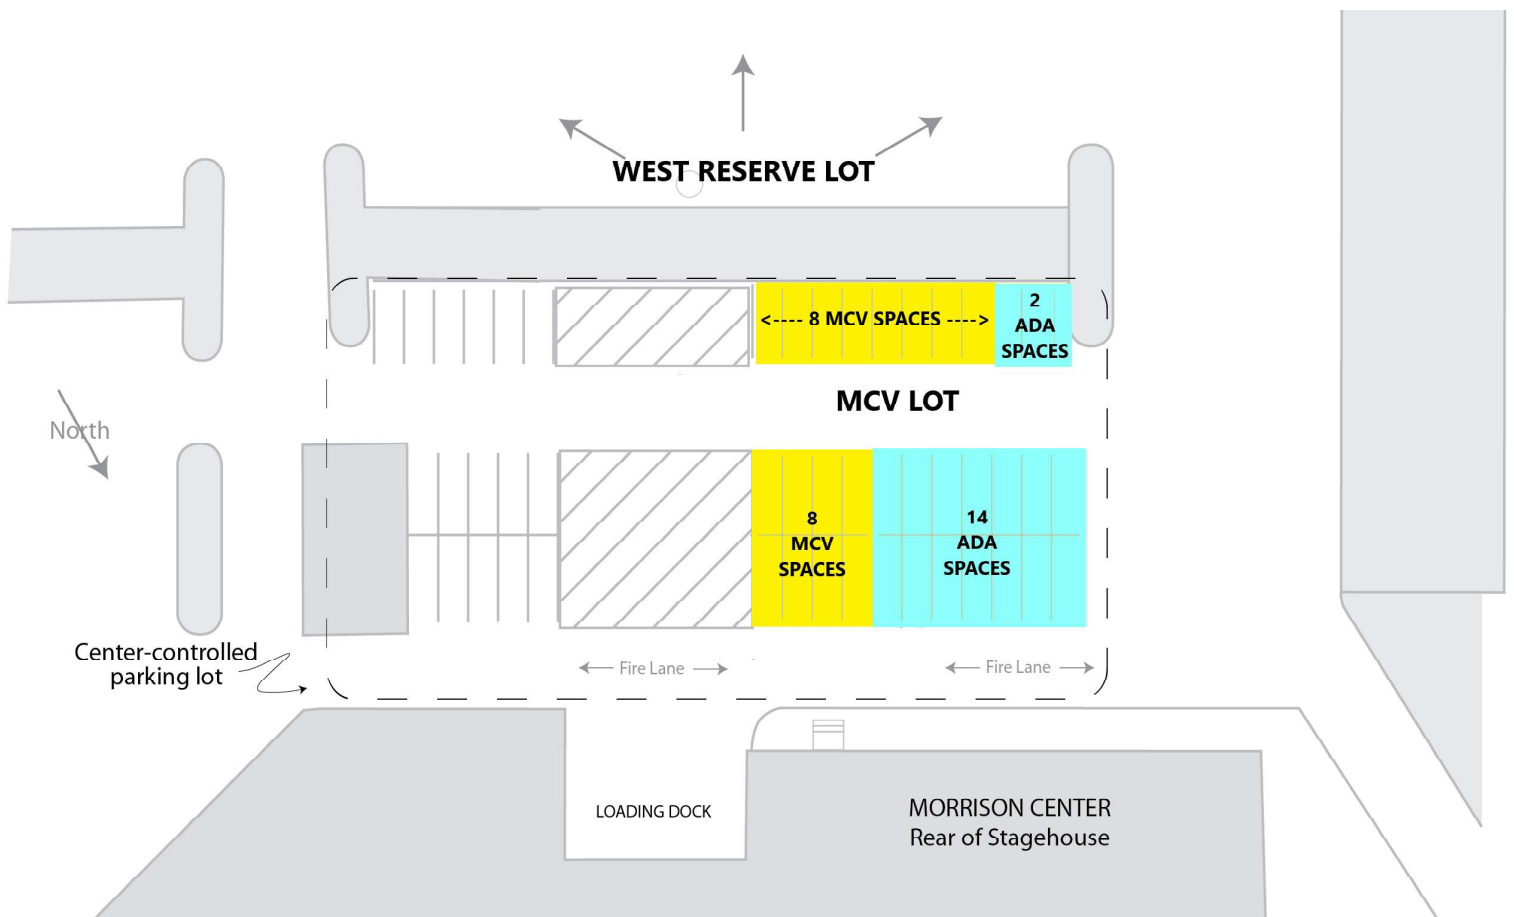 WEST RESERVE LOT
<---- 8 MCV SPACES ---->
2
ADA
SPACES
MCV LOT
North
8
MCV
SPACES
14
ADA
SPACES
Center-controlled
parking lot
Fire Lane
Fire Lane
LOADING DOCK
MORRISON CENTER
Rear of Stagehouse